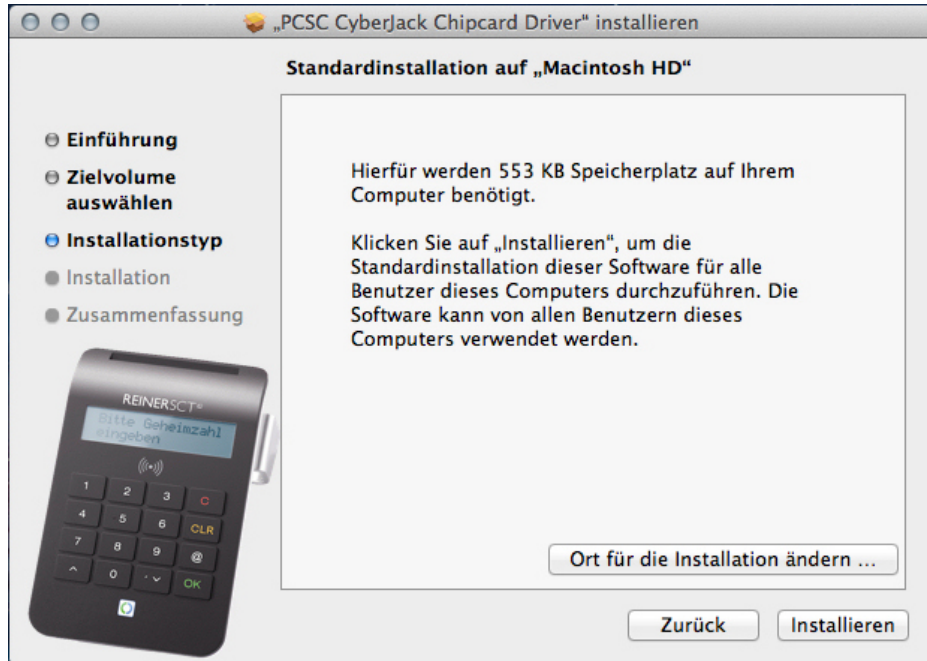 „PCSC CyberJack Chipcard Driver" installieren
Standardinstallation auf „Macintosh HD"
Einführung
Zielvolume
auswählen
Installationstyp
Installation
Zusammenfassung
Hierfür werden 553 KB Speicherplatz auf Ihrem
Computer benötigt.
Klicken Sie auf „Installieren", um die
Standardinstallation dieser Software für alle
Benutzer dieses Computers durchzuführen. Die
Software kann von allen Benutzern dieses
Computers verwendet werden.
REINERSCT
Bitte Geheimzahl
eingeben
1 2 3 C
4 5 6 CLR
7 8 9 @
0 OK
Ort für die Installation ändern ...
Zurück
Installieren